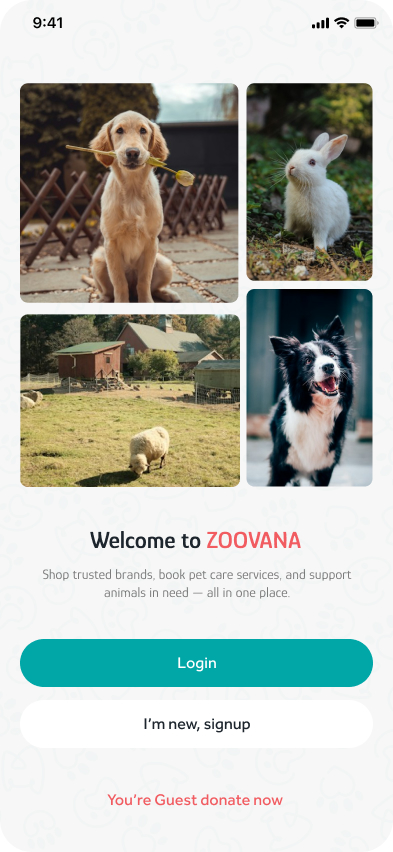 9:41
Welcome to ZOOVANA
Shop trusted brands, book pet care services, and support
animals in need — all in one place.
Login
I'm new, signup
You're Guest donate now